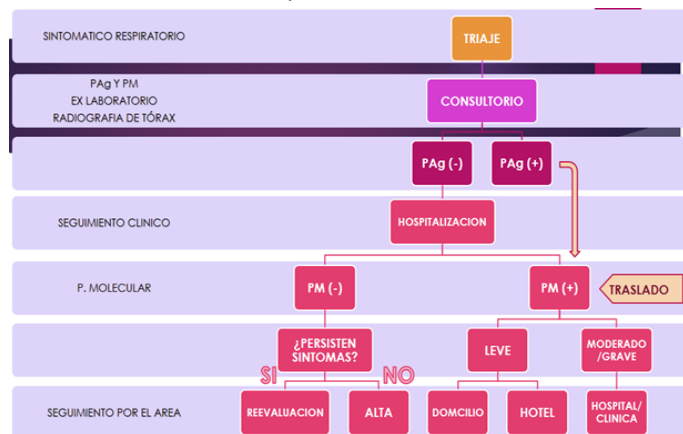 SINTOMATICO RESPIRATORIO
TRIAJE
PAg Y PM
EX LABORATORIO
RADIOGRAFIA DE TÓRAX
CONSULTORIO
PAg (-)
PAg (+)
SEGUIMIENTO CLINICO
HOSPITALIZACION
P. MOLECULAR
PM (-)
PM (+)
TRASLADO
¿PERSISTEN
SINTOMAS?
LEVE
MODERADO
/GRAVE
SI
NO
SEGUIMIENTO POR EL AREA
REEVALUACION
ALTA
DOMCILIO
HOTEL
HOSPITAL/
CLINICA